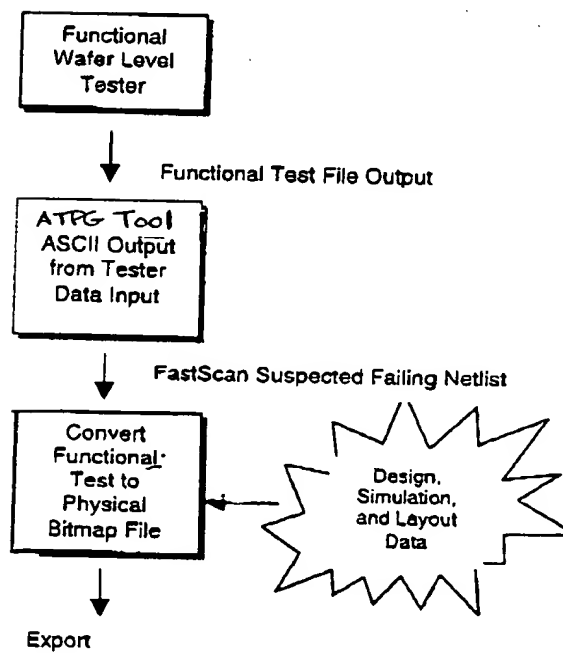 Functional
Wafer Level
Tester
Functional Test File Output
ATPG Tool
ASCII Output
from Tester
Data Input
FastScan Suspected Failing Netlist
Convert
Functional
Test to
Physical
Bitmap File
Design,
Simulation,
and Layout
Data
Export